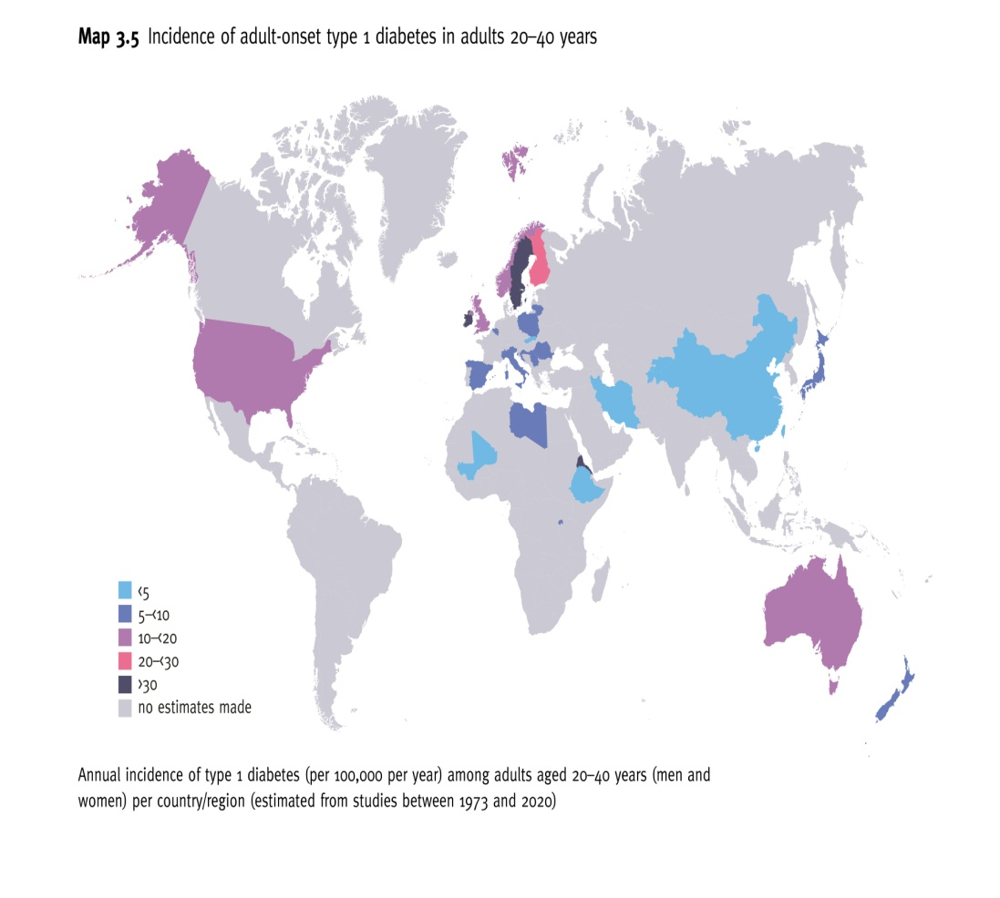 Map 3.5 Incidence of adult-onset type 1 diabetes in adults 20–40 years
<5
5–<10
10–<20
20–<30
>30
no estimates made
Annual incidence of type 1 diabetes (per 100,000 per year) among adults aged 20–40 years (men and
women) per country/region (estimated from studies between 1973 and 2020)